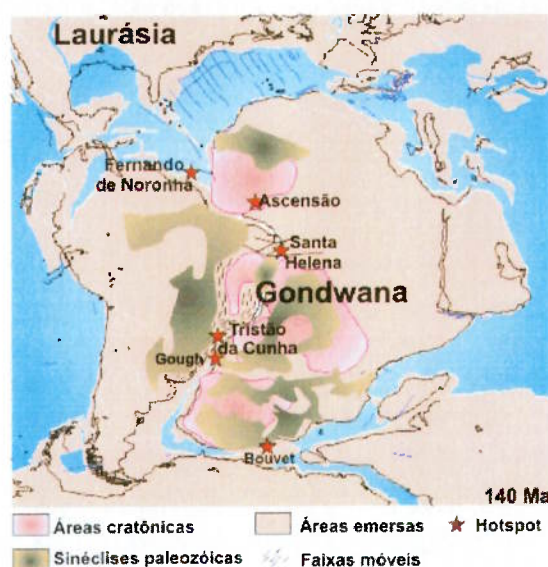 Laurásia
Fernando
de Noronha
Ascensão
Santa
Helena
Gondwana
Tristão
da Cunha
Gough
Bouvet
140 Ma
Áreas cratônicas
Áreas emersas
Hotspot
Sinéclises paleozóicas
Faixas móveis